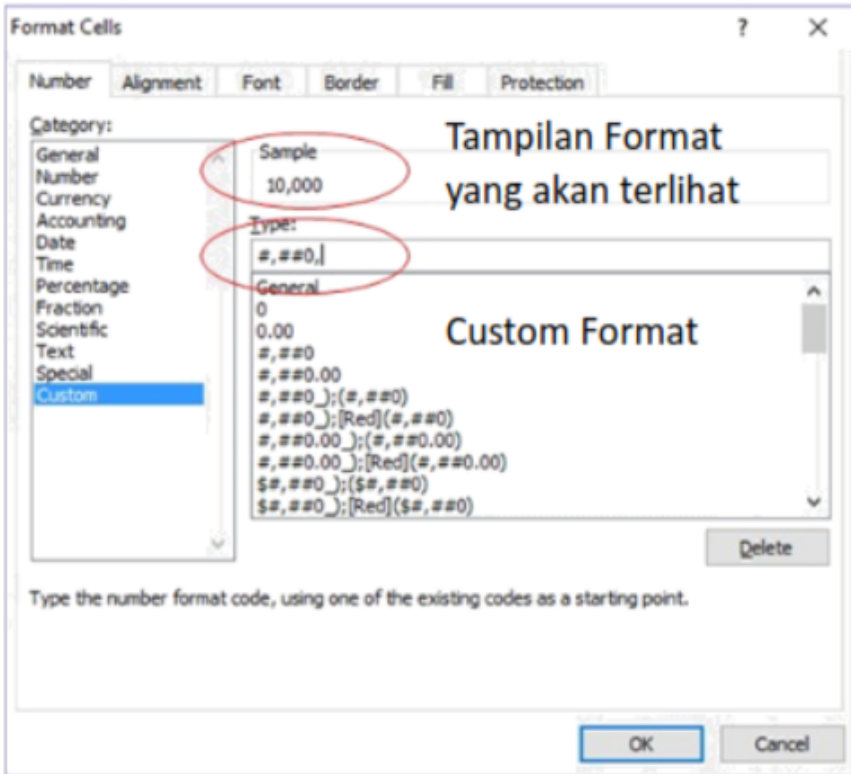 Format Cells
?
Number Alignment Font Border Fill Protection
Category:
General
Number
Currency
Accounting
Date
Time
Percentage
Fraction
Scientific
Text
Special
Custom
Sample
10,000
Tampilan Format
yang akan terlihat
Type:
#,##0,
General
0
0.00
#,##0
#,##0.00
#,##0_);(#,##0)
#,##0_);[Red](#,##0)
#,##0.00_);(#,##0.00)
#,##0.00_);[Red](#,##0.00)
$#,##0_);($#,##0)
$#,##0_);[Red]($#,##0)
Custom Format
Delete
Type the number format code, using one of the existing codes as a starting point.
OK Cancel